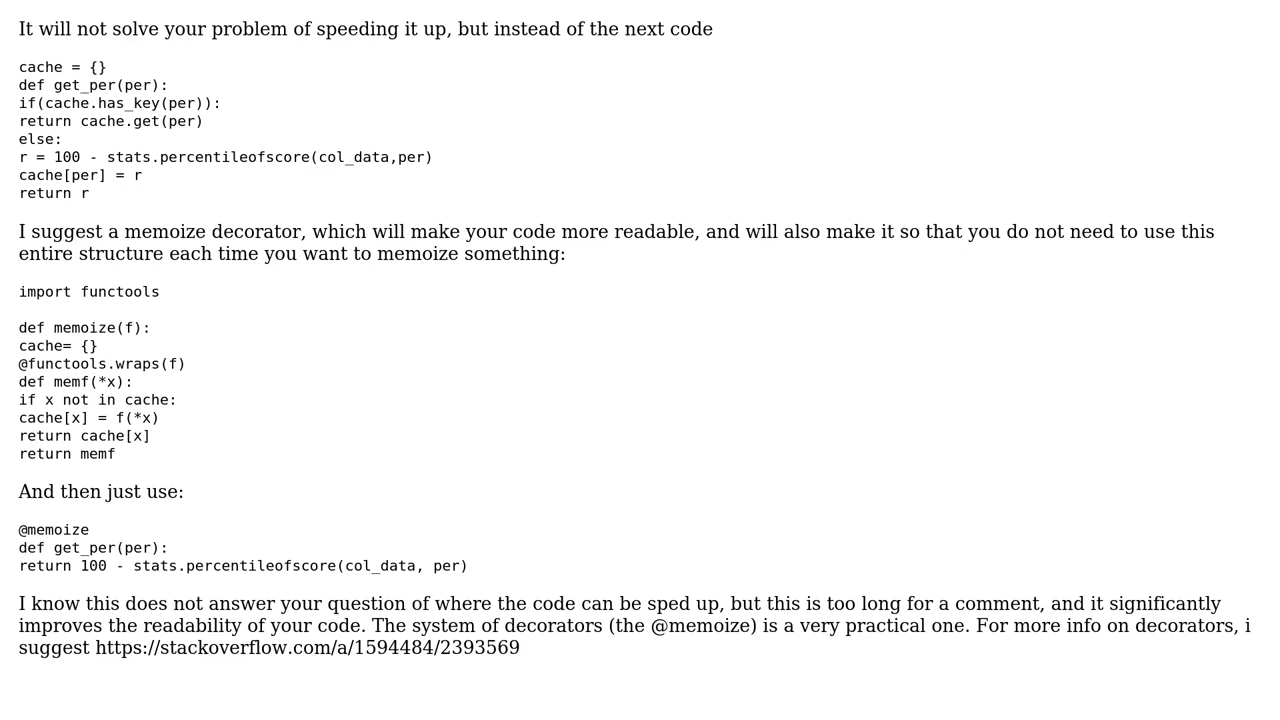 It will not solve your problem of speeding it up, but instead of the next code
cache = {}
def get_per(per):
if(cache.has_key(per)):
return cache.get(per)
else:
r = 100 - stats.percentileofscore(col_data,per)
cache[per] = r
return r
I suggest a memoize decorator, which will make your code more readable, and will also make it so that you do not need to use this
entire structure each time you want to memoize something:
import functools
def memoize(f):
cache= {}
@functools.wraps(f)
def memf(*x):
if x not in cache:
cache[x] = f(*x)
return cache[x]
return memf
And then just use:
@memoize
def get_per(per):
return 100 - stats.percentileofscore(col_data, per)
I know this does not answer your question of where the code can be sped up, but this is too long for a comment, and it significantly
improves the readability of your code. The system of decorators (the @memoize) is a very practical one. For more info on decorators, i
suggest https://stackoverflow.com/a/1594484/2393569